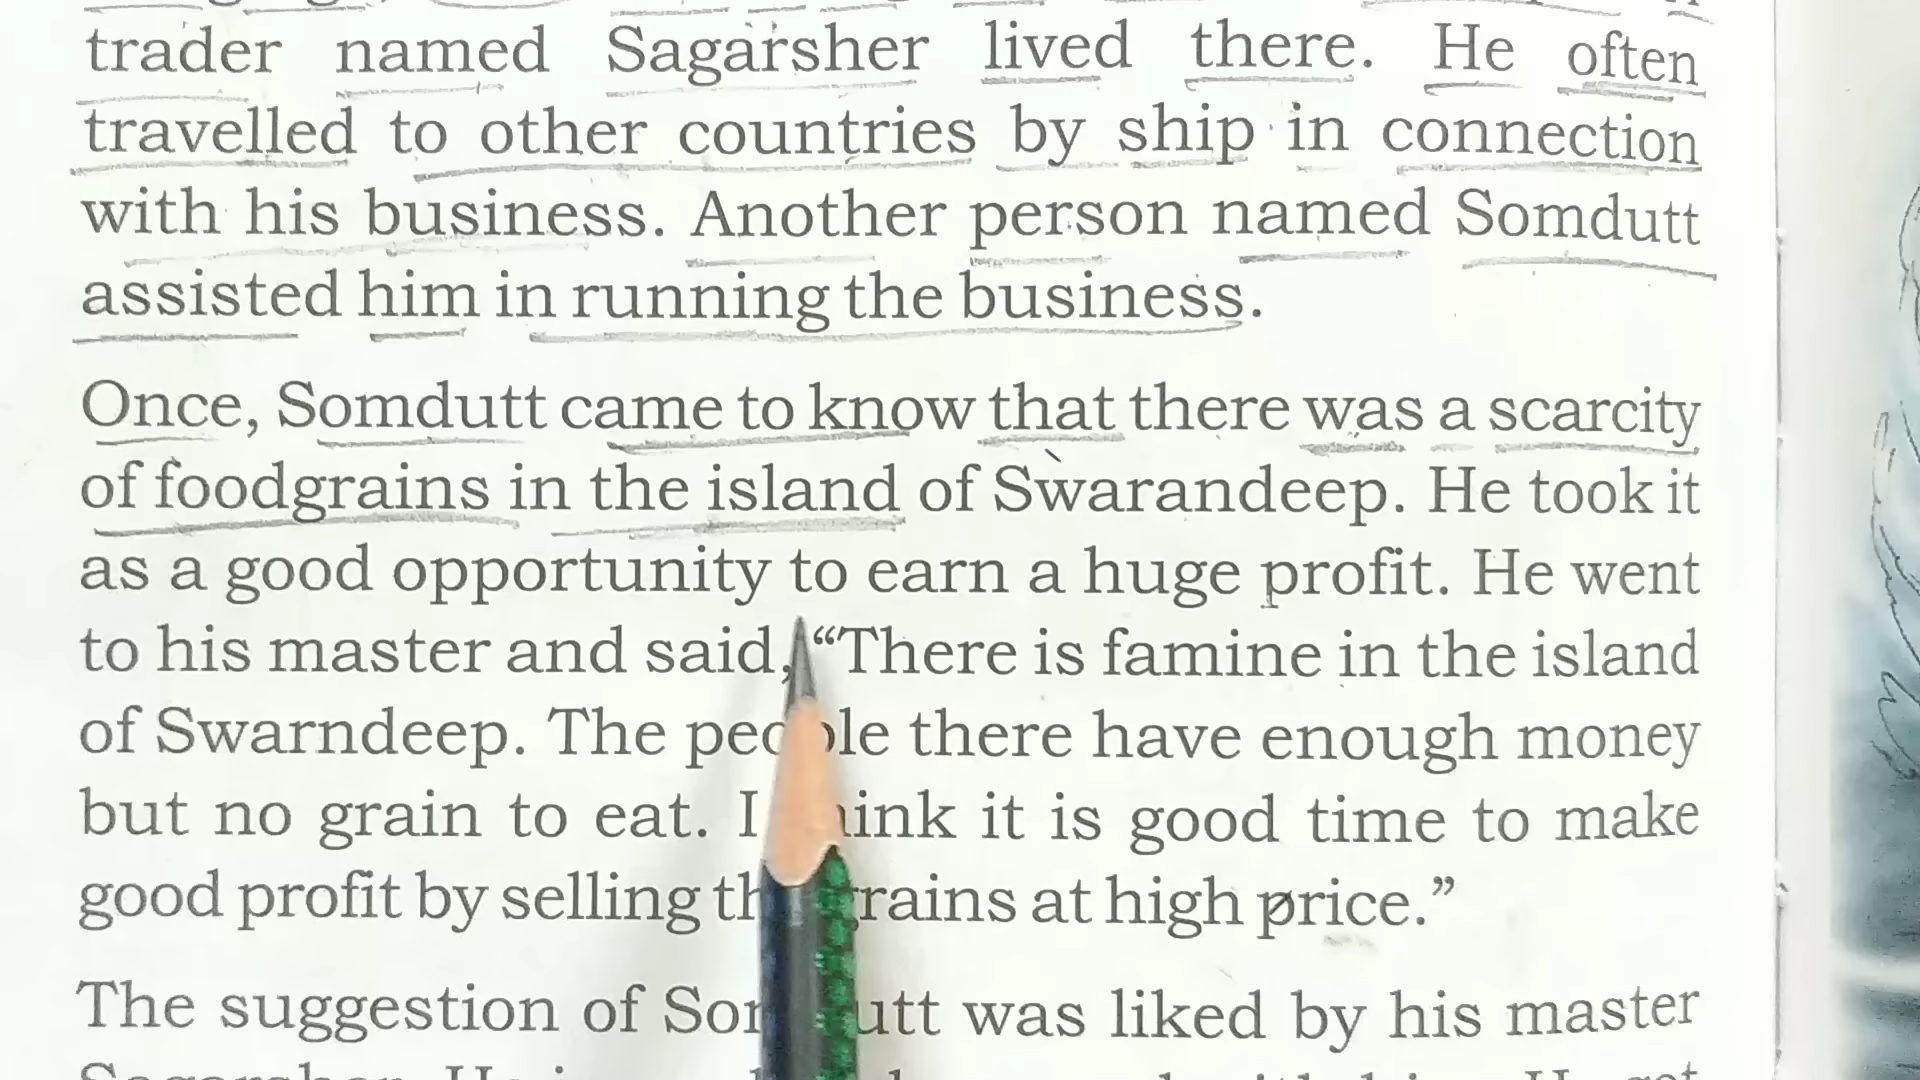 trader named Sagarsher lived there. He often
travelled to other countries by ship in connection
with his business. Another person named Somdutt
assisted him in running the business.
Once, Somdutt came to know that there was a scarcity
of foodgrains in the island of Swarandeep. He took it
as a good opportunity to earn a huge profit. He went
to his master and said, “There is famine in the island
of Swarndeep. The people there have enough money
but no grain to eat. I think it is good time to make
good profit by selling the grains at high price.”
The suggestion of Somdutt was liked by his master